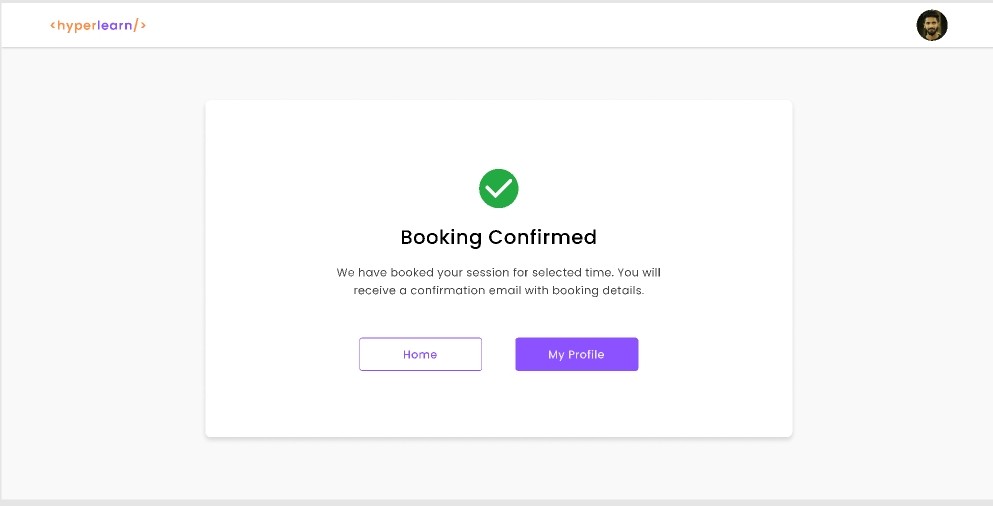 <hyperlearn/>
Booking Confirmed
We have booked your session for selected time. You will
receive a confirmation email with booking details.
Home
My Profile